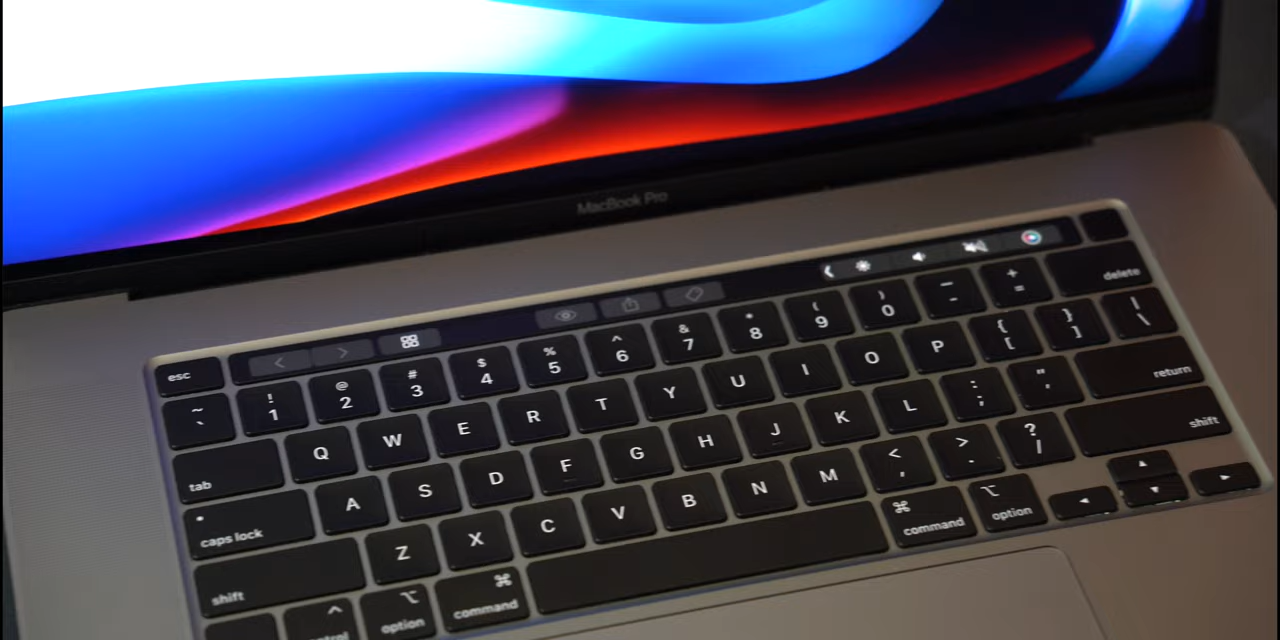 MacBook Pro
esc
delete
~ ! @ # $ % ^ & * ( ) — +
` 1 2 3 4 5 6 7 8 9 0 - =
tab Q W E R T Y U I O P { [ } ] | \
caps lock A S D F G H J K L : ; " ' return
shift Z X C V B N M < , > . ? / shift
⌃ ⌥ option ⌘ command ⌘ command ⌥ option ◄ ▲ ▼ ►